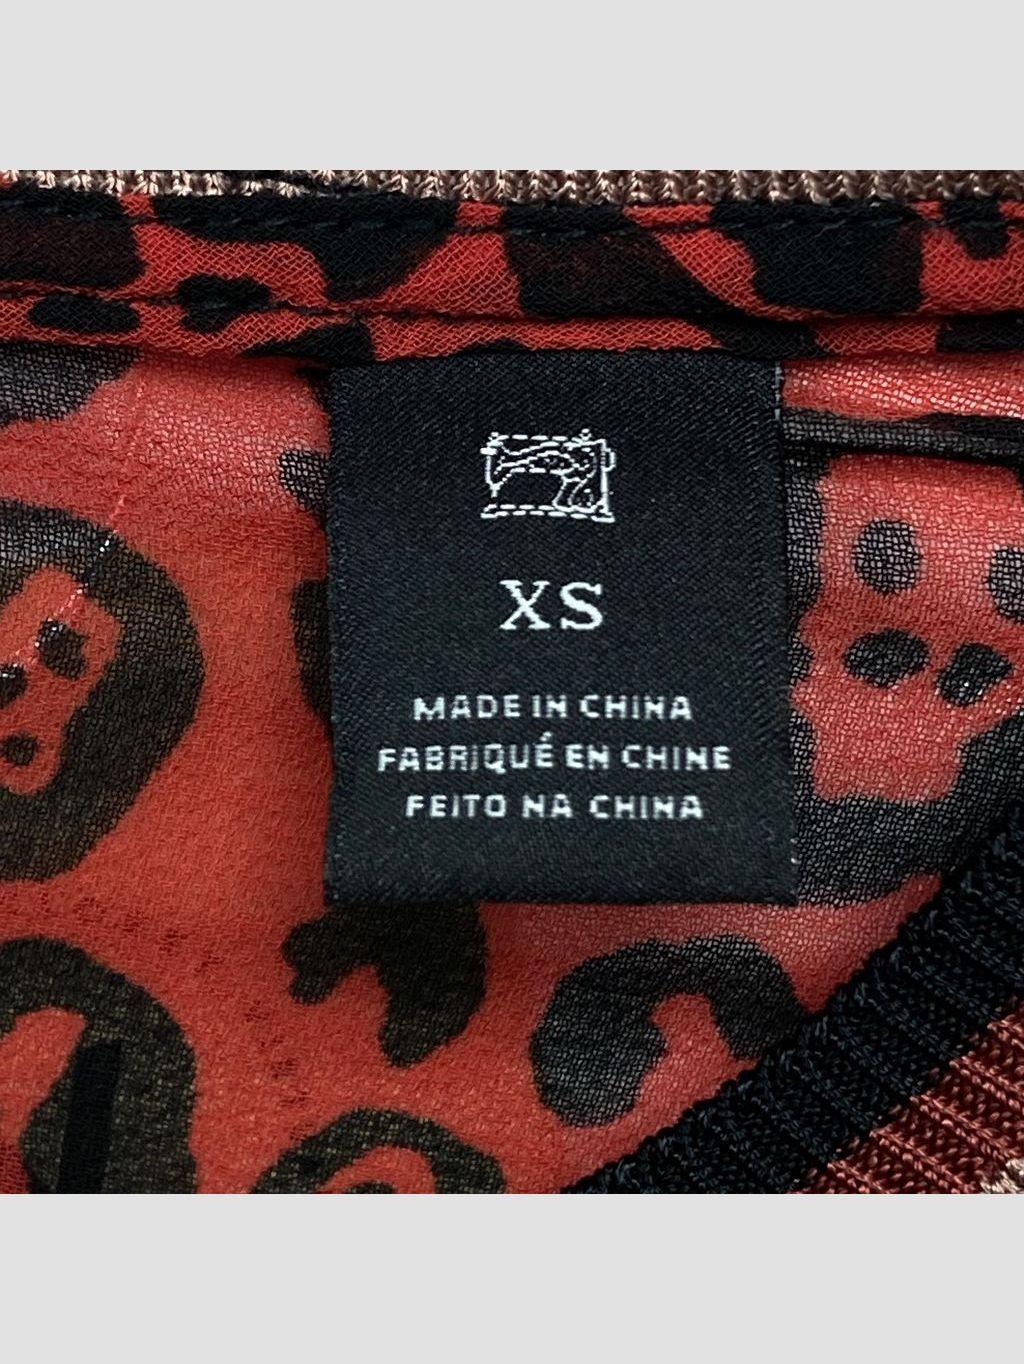 XS
MADE IN CHINA
FABRIQUÉ EN CHINE
FEITO NA CHINA